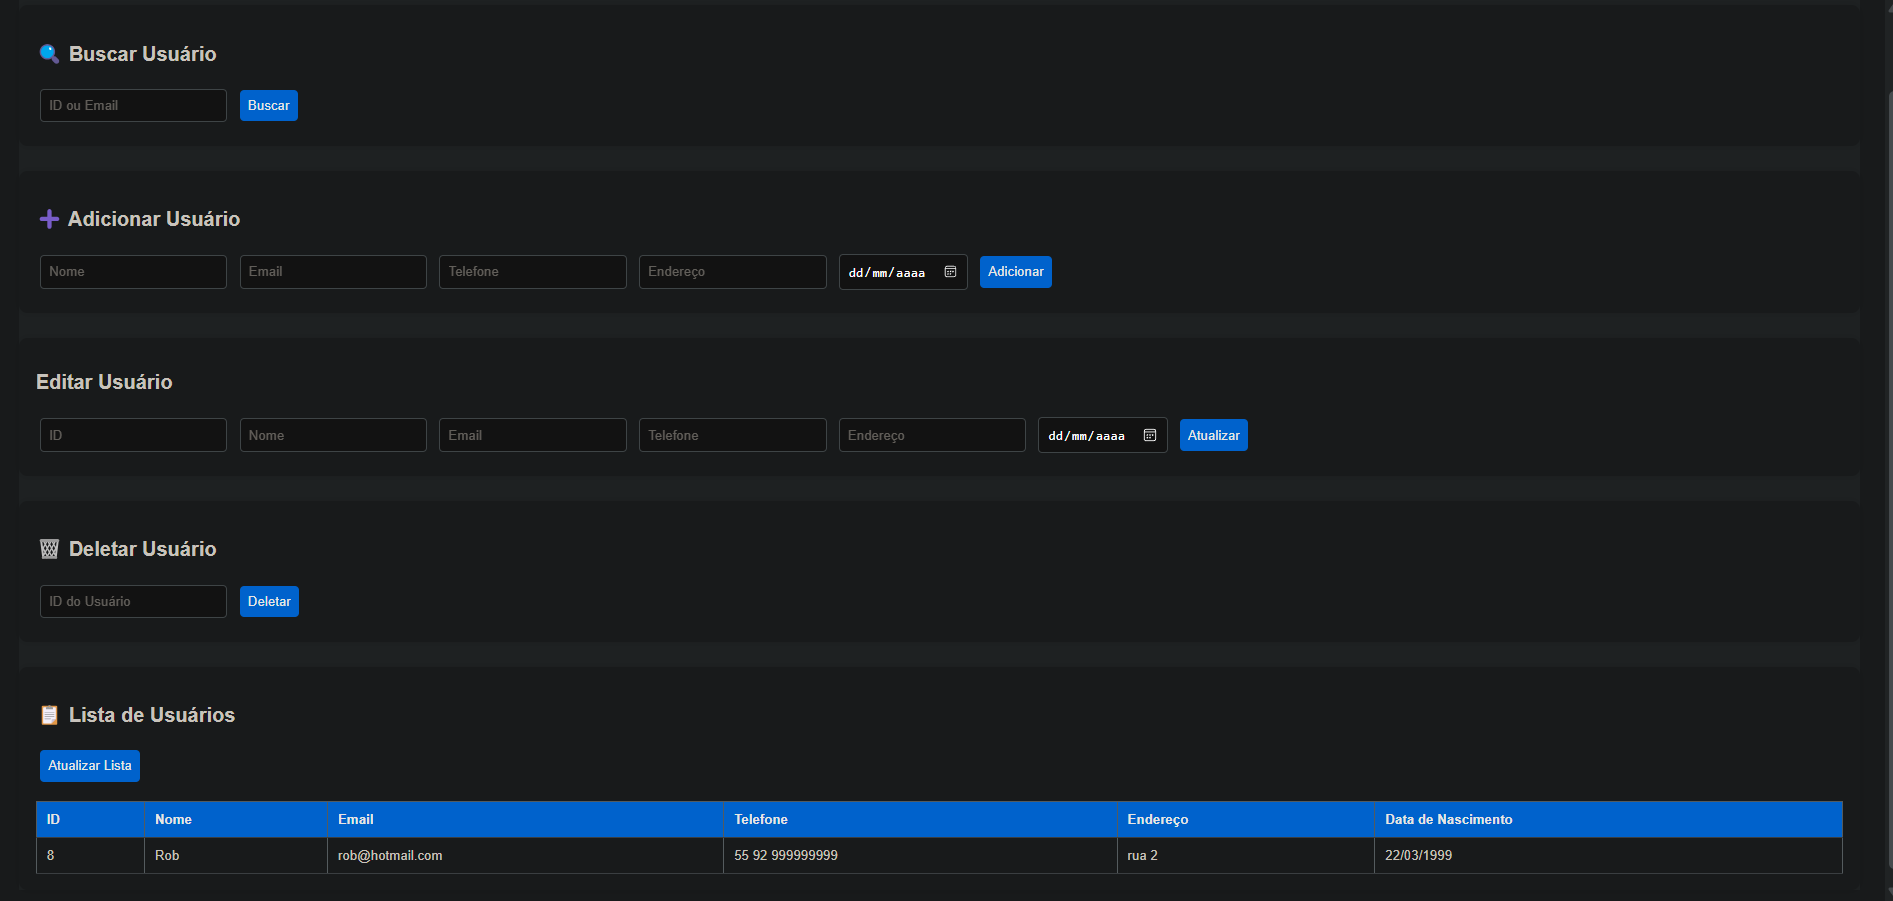 Buscar Usuário
ID ou Email Buscar
Adicionar Usuário
Nome Email Telefone Endereço dd/mm/aaaa Adicionar
Editar Usuário
ID Nome Email Telefone Endereço dd/mm/aaaa Atualizar
Deletar Usuário
ID do Usuário Deletar
Lista de Usuários
Atualizar Lista
ID Nome Email Telefone Endereço Data de Nascimento
8 Rob rob@hotmail.com 55 92 999999999 rua 2 22/03/1999